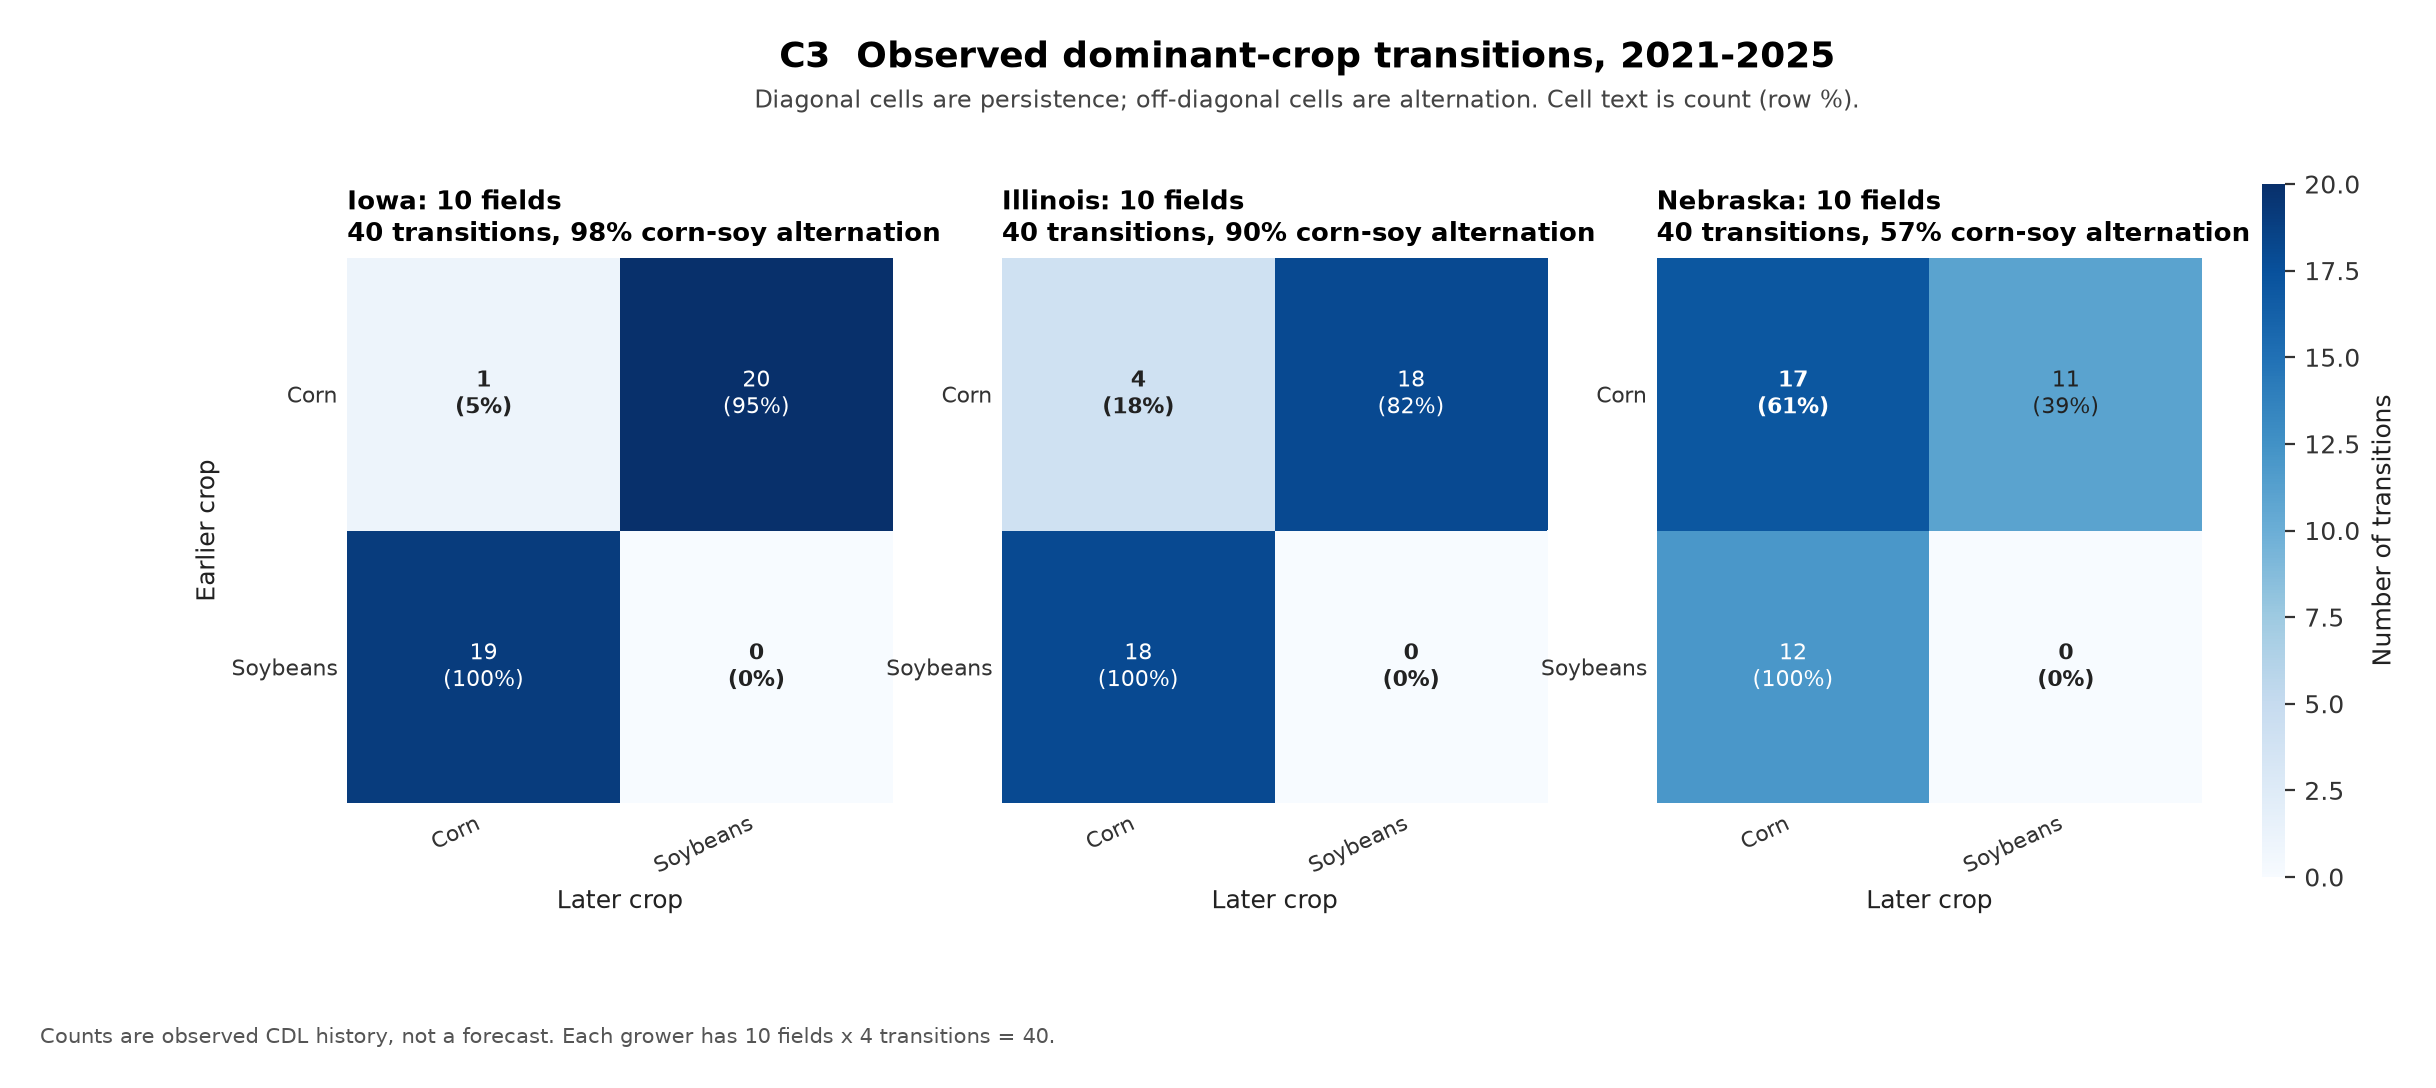 C3  Observed dominant-crop transitions, 2021-2025
Diagonal cells are persistence; off-diagonal cells are alternation. Cell text is count (row %).
Iowa: 10 fields
40 transitions, 98% corn-soy alternation
Earlier crop
Corn
Soybeans
1
(5%)
20
(95%)
19
(100%)
0
(0%)
Corn
Soybeans
Later crop
Illinois: 10 fields
40 transitions, 90% corn-soy alternation
Corn
Soybeans
4
(18%)
18
(82%)
18
(100%)
0
(0%)
Corn
Soybeans
Later crop
Nebraska: 10 fields
40 transitions, 57% corn-soy alternation
Corn
Soybeans
17
(61%)
11
(39%)
12
(100%)
0
(0%)
Corn
Soybeans
Later crop
20.0
17.5
15.0
12.5
10.0
7.5
5.0
2.5
0.0
Number of transitions
Counts are observed CDL history, not a forecast. Each grower has 10 fields x 4 transitions = 40.